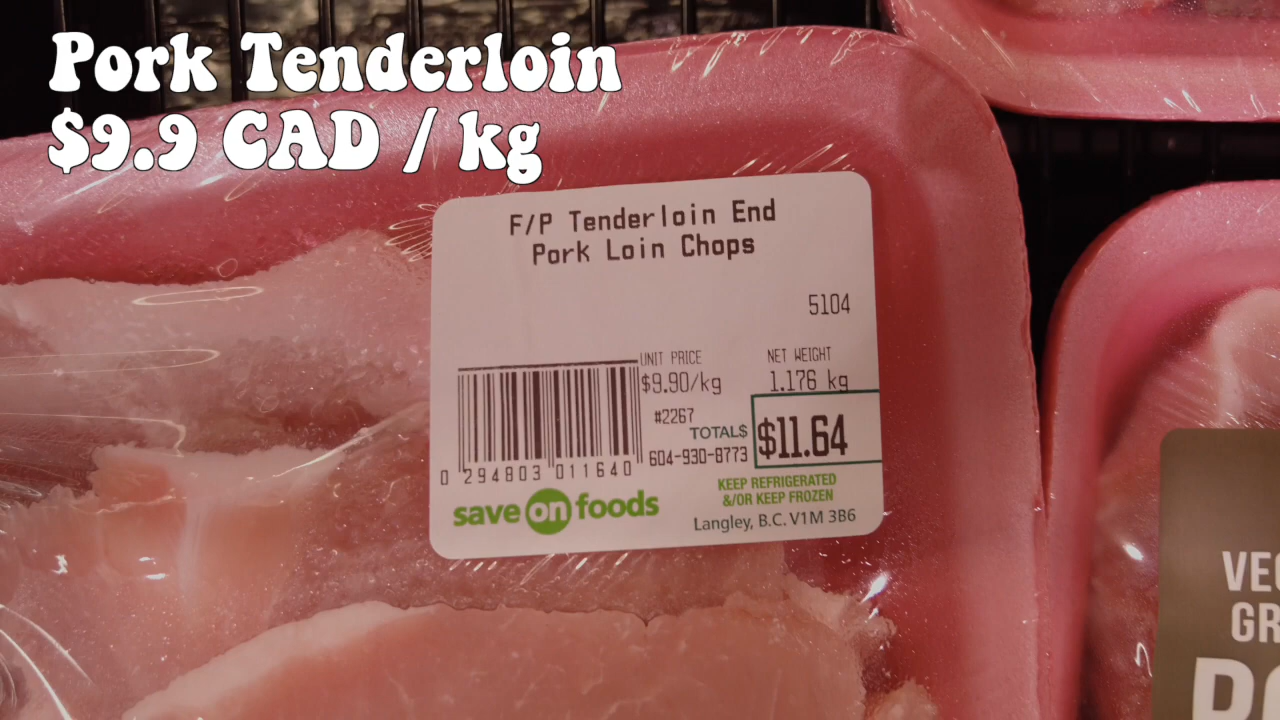 Pork Tenderloin
$9.9 CAD / kg
F/P Tenderloin End
Pork Loin Chops
5104
UNIT PRICE
NET WEIGHT
$9.90/kg
1.176 kg
#2267
TOTAL$
$11.64
604-930-8773
0 294803 011640
KEEP REFRIGERATED
&/OR KEEP FROZEN
save on foods
Langley, B.C. V1M 3B6